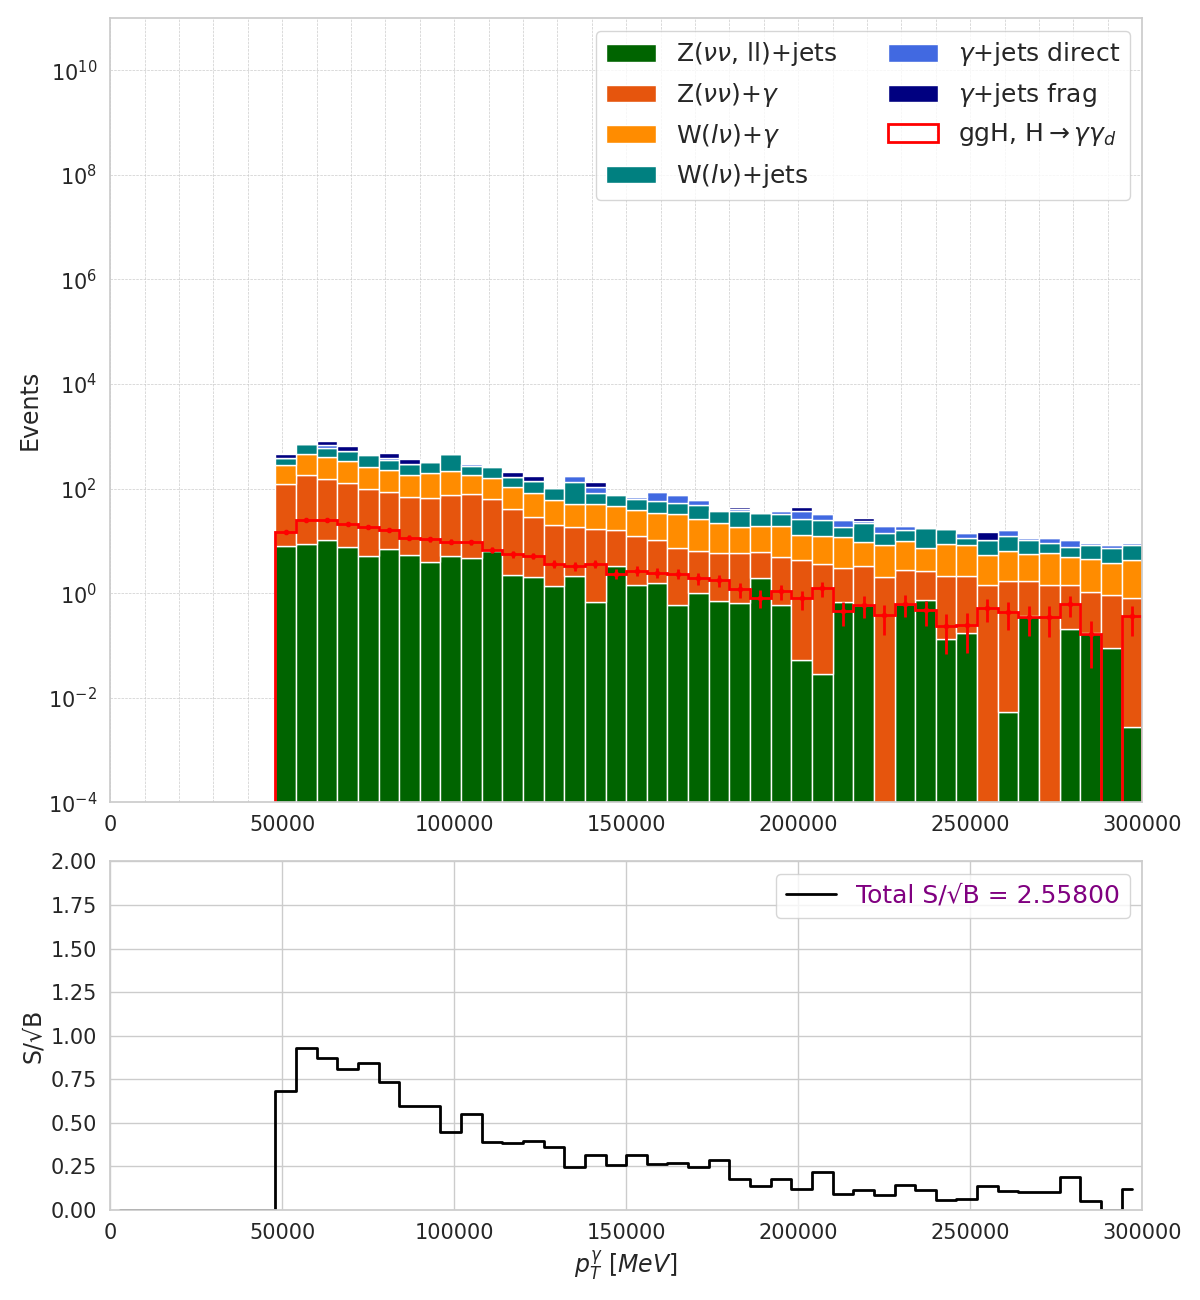 Z(νν, ll)+jets
Z(νν)+γ
W(lν)+γ
W(lν)+jets
γ+jets direct
γ+jets frag
ggH, H→γγ_d
Events
10^10
10^8
10^6
10^4
10^2
10^0
10^−2
10^−4
0 50000 100000 150000 200000 250000 300000
Total S/√B = 2.55800
S/√B
2.00
1.75
1.50
1.25
1.00
0.75
0.50
0.25
0.00
0 50000 100000 150000 200000 250000 300000
p_T^γ [MeV]